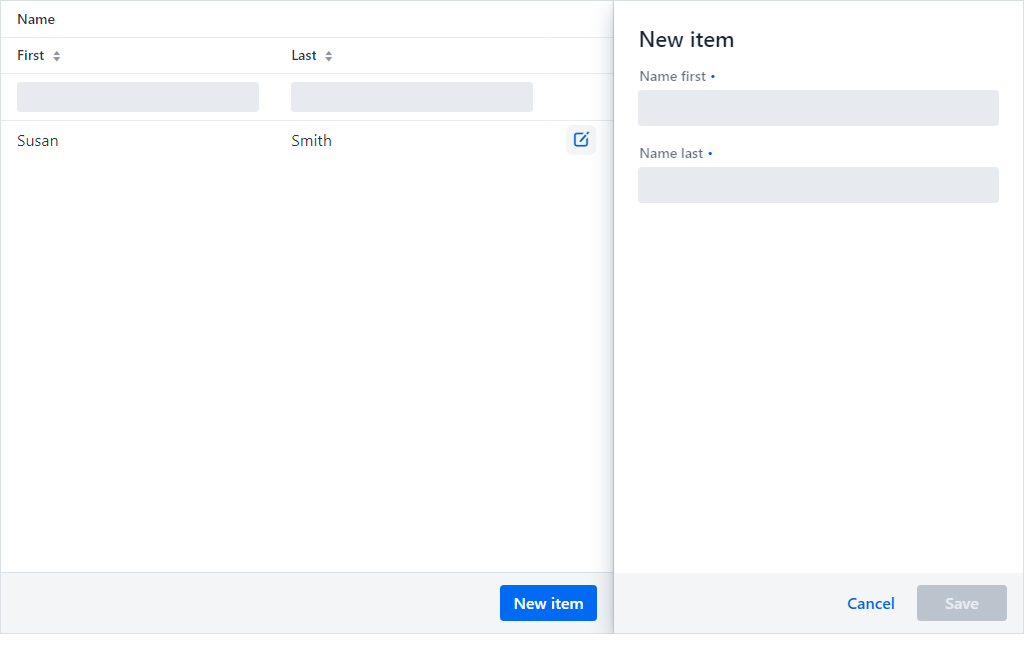 Name
First Last
Susan Smith
New item
New item
Name first •
Name last •
Cancel Save